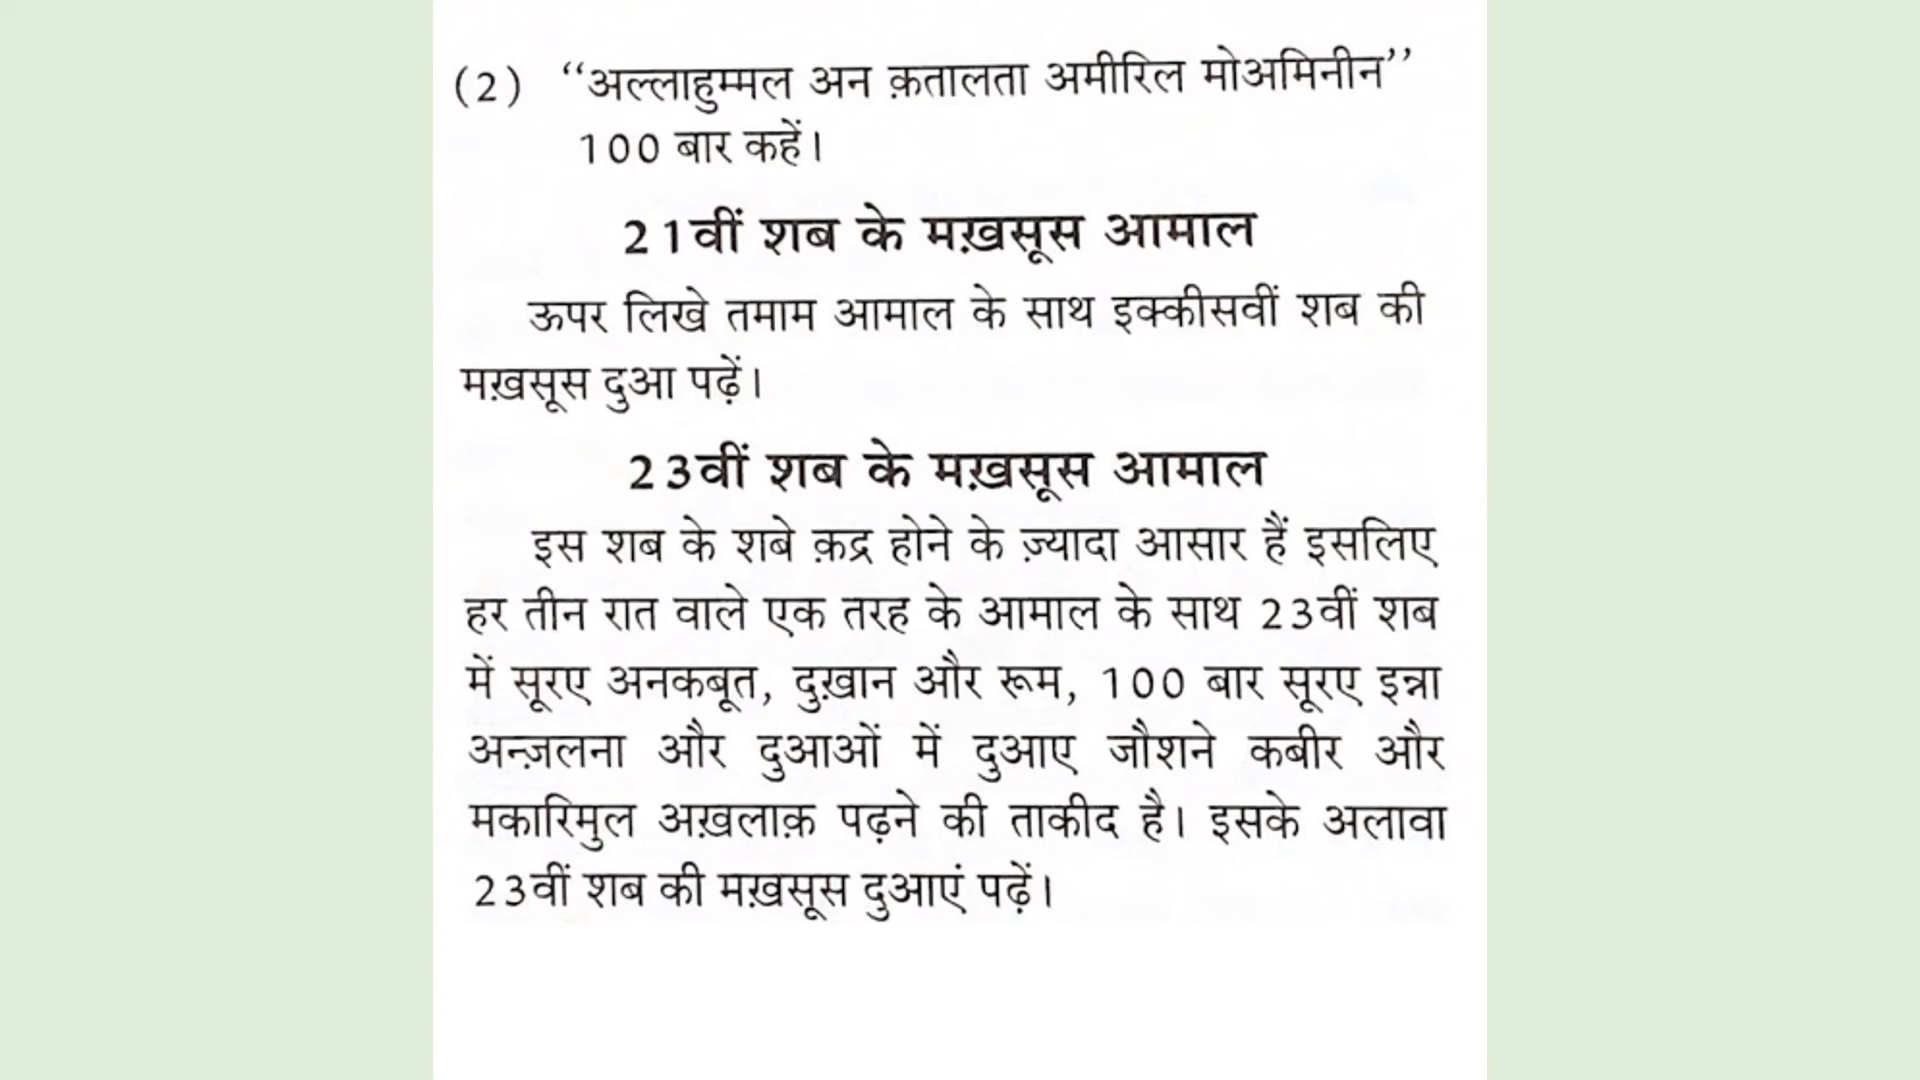 (2) “अल्लाहुम्मल अन क़तालता अमीरिल मोअमिनीन”
100 बार कहें।
21वीं शब के मख़सूस आमाल
ऊपर लिखे तमाम आमाल के साथ इक्कीसवीं शब की
मख़सूस दुआ पढ़ें।
23वीं शब के मख़सूस आमाल
इस शब के शबे क़द्र होने के ज़्यादा आसार हैं इसलिए
हर तीन रात वाले एक तरह के आमाल के साथ 23वीं शब
में सूरए अनकबूत, दुख़ान और रूम, 100 बार सूरए इन्ना
अन्ज़लना और दुआओं में दुआए जौशने कबीर और
मकारिमुल अख़लाक़ पढ़ने की ताकीद है। इसके अलावा
23वीं शब की मख़सूस दुआएं पढ़ें।